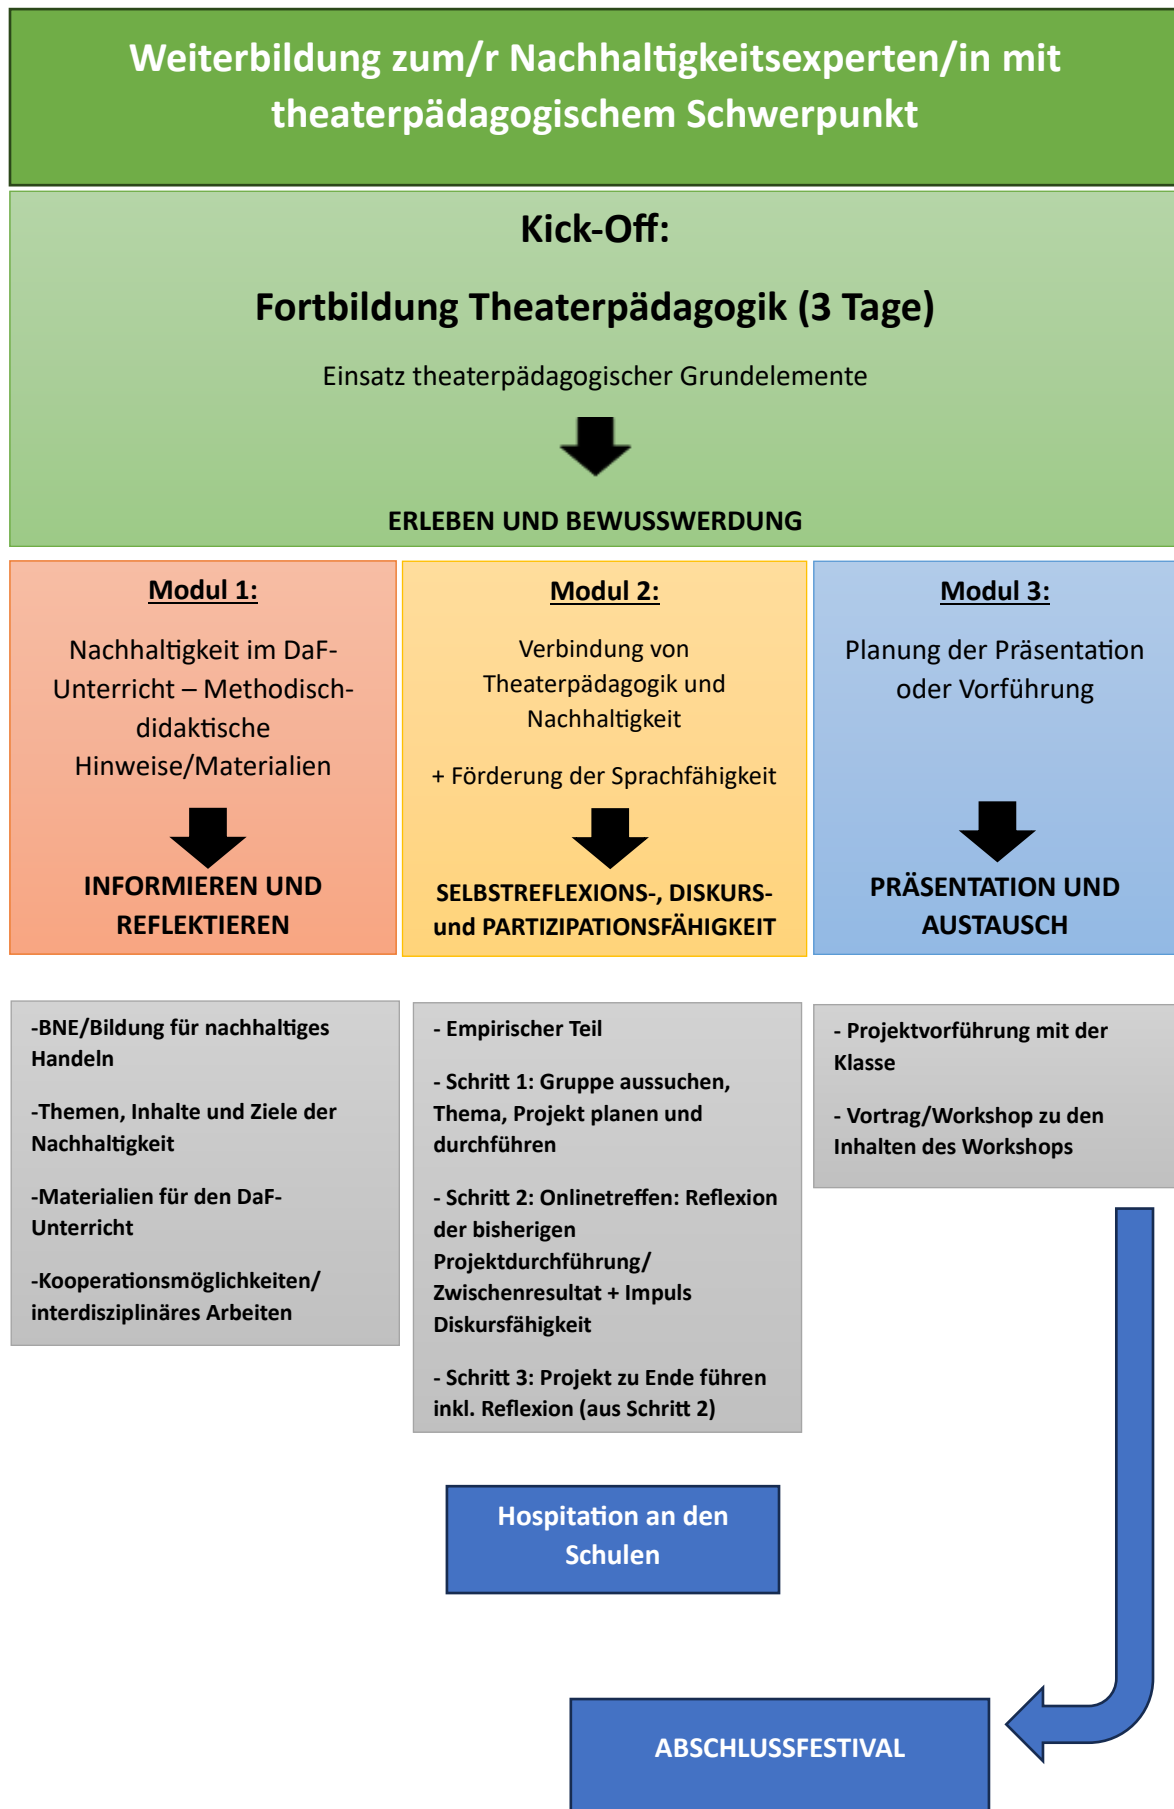 Weiterbildung zum/r Nachhaltigkeitsexperten/in mit
theaterpädagogischem Schwerpunkt
Kick-Off:
Fortbildung Theaterpädagogik (3 Tage)
Einsatz theaterpädagogischer Grundelemente
ERLEBEN UND BEWUSSWERDUNG
Modul 1:
Nachhaltigkeit im DaF-
Unterricht – Methodisch-
didaktische
Hinweise/Materialien
INFORMIEREN UND
REFLEKTIEREN
Modul 2:
Verbindung von
Theaterpädagogik und
Nachhaltigkeit
+ Förderung der Sprachfähigkeit
SELBSTREFLEXIONS-, DISKURS-
und PARTIZIPATIONSFÄHIGKEIT
Modul 3:
Planung der Präsentation
oder Vorführung
PRÄSENTATION UND
AUSTAUSCH
-BNE/Bildung für nachhaltiges
Handeln
-Themen, Inhalte und Ziele der
Nachhaltigkeit
-Materialien für den DaF-
Unterricht
-Kooperationsmöglichkeiten/
interdisziplinäres Arbeiten
- Empirischer Teil
- Schritt 1: Gruppe aussuchen,
Thema, Projekt planen und
durchführen
- Schritt 2: Onlinetreffen: Reflexion
der bisherigen
Projektdurchführung/
Zwischenresultat + Impuls
Diskursfähigkeit
- Schritt 3: Projekt zu Ende führen
inkl. Reflexion (aus Schritt 2)
- Projektvorführung mit der
Klasse
- Vortrag/Workshop zu den
Inhalten des Workshops
Hospitation an den
Schulen
ABSCHLUSSFESTIVAL